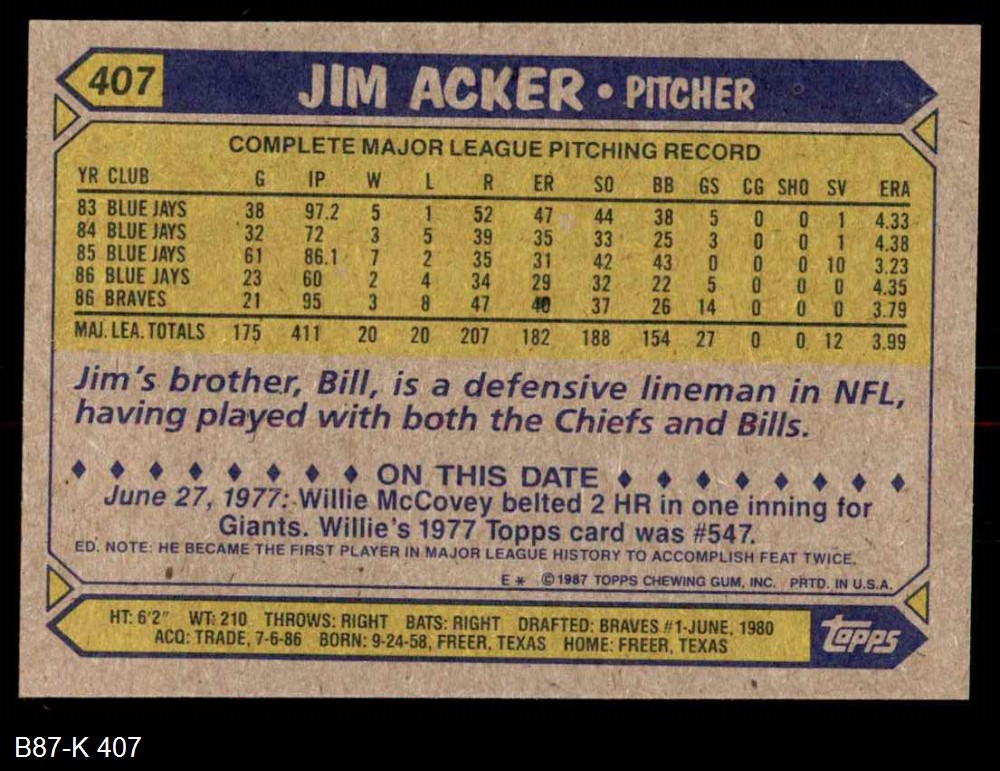 407 JIM ACKER • PITCHER
COMPLETE MAJOR LEAGUE PITCHING RECORD
YR CLUB G IP W L R ER SO BB GS CG SHO SV ERA
83 BLUE JAYS 38 97.2 5 1 52 47 44 38 5 0 0 1 4.33
84 BLUE JAYS 32 72 3 5 39 35 33 25 3 0 0 1 4.38
85 BLUE JAYS 61 86.1 7 2 35 31 42 43 0 0 0 10 3.23
86 BLUE JAYS 23 60 2 4 34 29 32 22 5 0 0 0 4.35
86 BRAVES 21 95 3 8 47 40 37 26 14 0 0 0 3.79
MAJ. LEA. TOTALS 175 411 20 20 207 182 188 154 27 0 0 12 3.99
Jim's brother, Bill, is a defensive lineman in NFL,
having played with both the Chiefs and Bills.
♦ ♦ ♦ ♦ ♦ ♦ ♦ ♦ ON THIS DATE ♦ ♦ ♦ ♦ ♦ ♦ ♦ ♦
June 27, 1977: Willie McCovey belted 2 HR in one inning for
Giants. Willie's 1977 Topps card was #547.
ED. NOTE: HE BECAME THE FIRST PLAYER IN MAJOR LEAGUE HISTORY TO ACCOMPLISH FEAT TWICE.
E* ©1987 TOPPS CHEWING GUM, INC. PRTD. IN U.S.A.
HT: 6'2" WT: 210 THROWS: RIGHT BATS: RIGHT DRAFTED: BRAVES #1-JUNE, 1980
ACQ: TRADE, 7-6-86 BORN: 9-24-58, FREER, TEXAS HOME: FREER, TEXAS
topps
B87-K 407